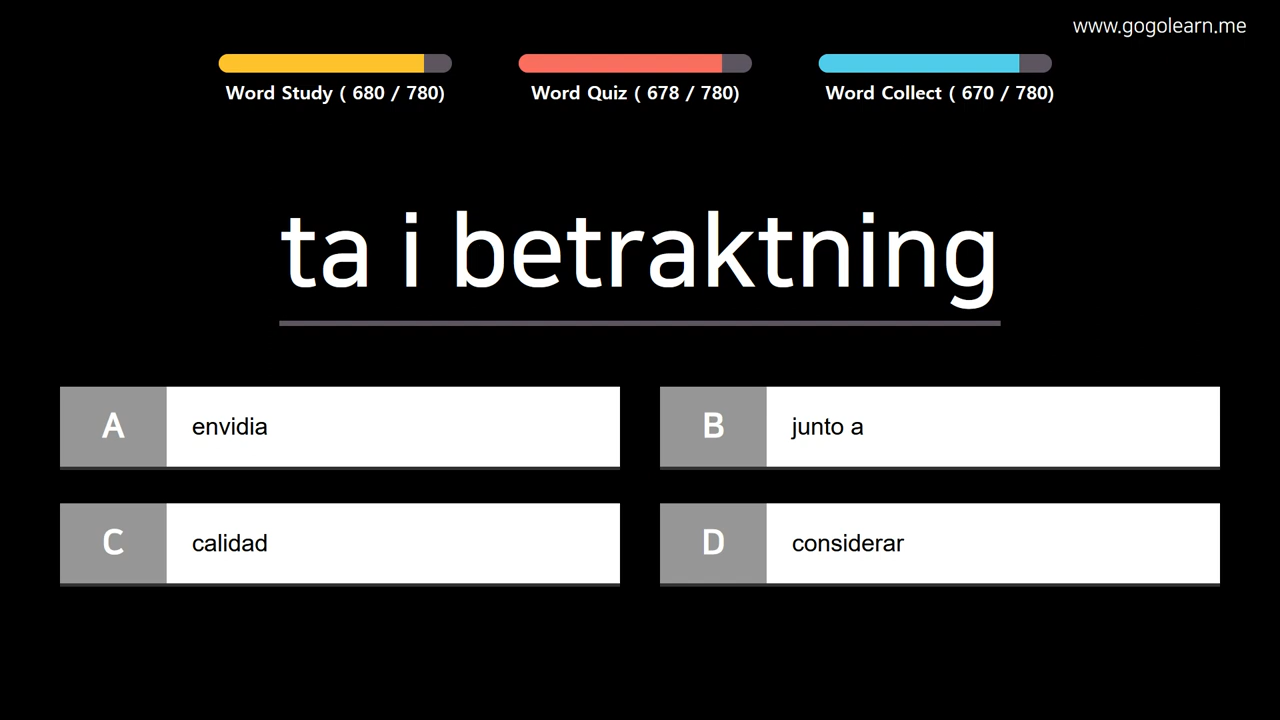 www.gogolearn.me
Word Study ( 680 / 780)
Word Quiz ( 678 / 780)
Word Collect ( 670 / 780)
ta i betraktning
A envidia
B junto a
C calidad
D considerar